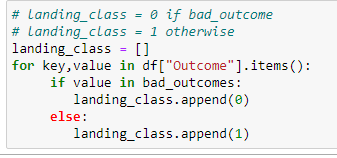 # landing_class = 0 if bad_outcome
# landing_class = 1 otherwise
landing_class = []
for key,value in df["Outcome"].items():
    if value in bad_outcomes:
        landing_class.append(0)
    else:
        landing_class.append(1)